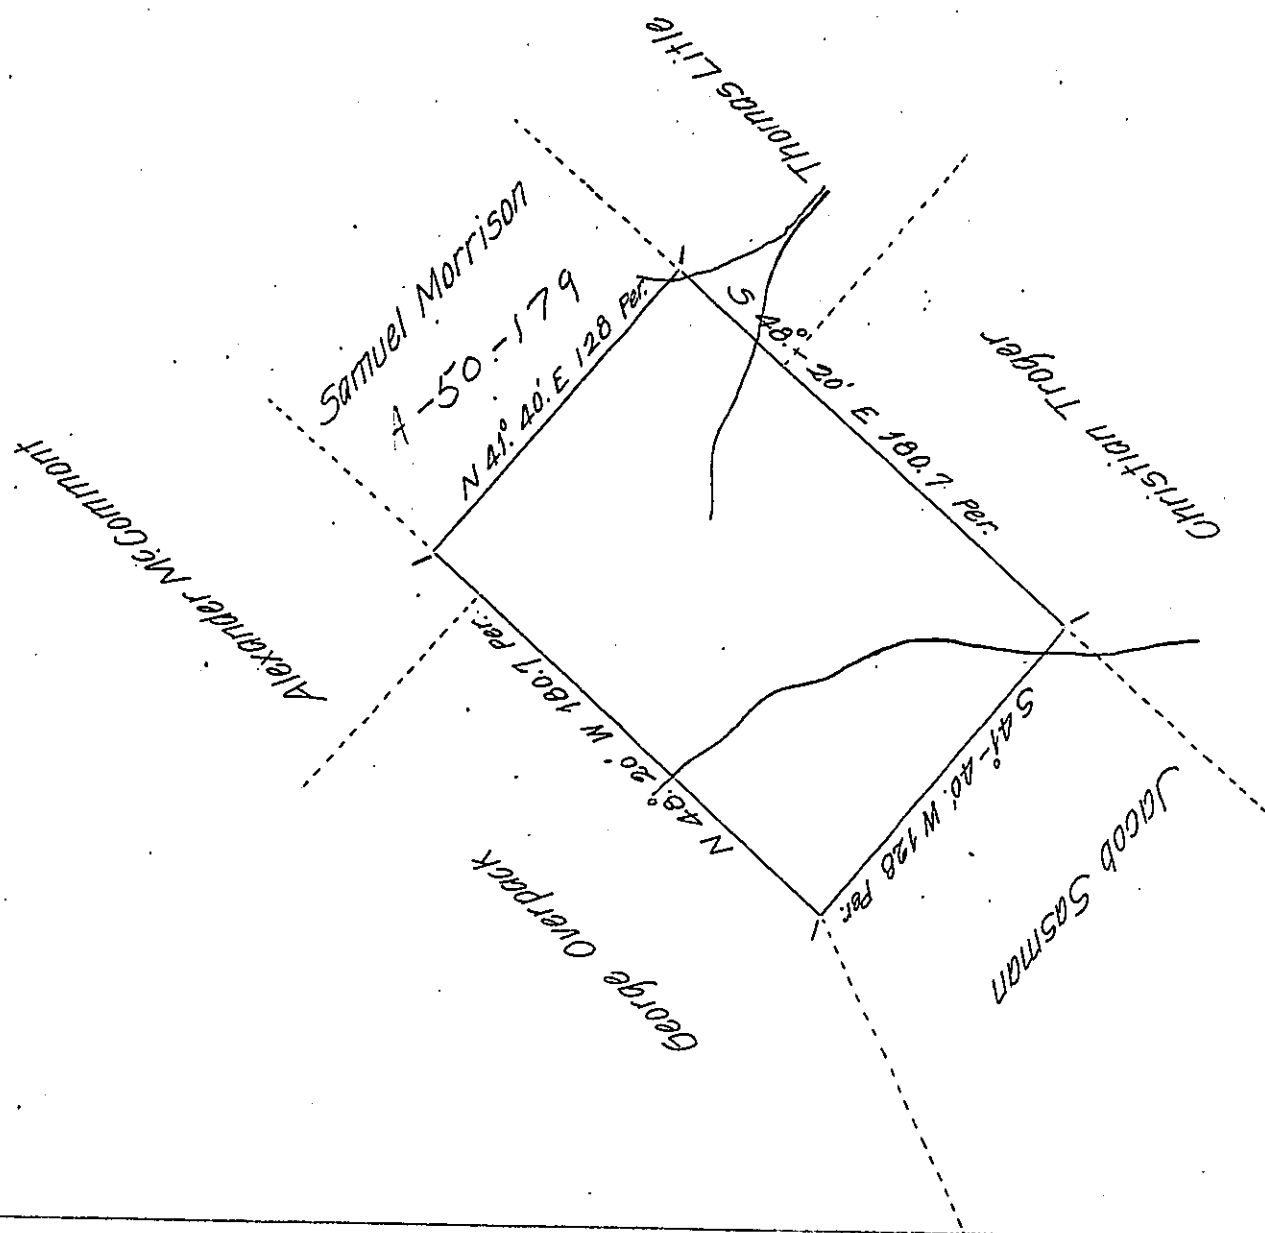 Thomas Litle
Samuel Morrison
A-50-179
N 41° 40' E 128 Per.
S 48°-20' E 180.7 Per.
Christian Troger
Alexander McCommont
N 48° 20' W 180.7 Per.
S 41°-40' W 128 Per.
George Overpack
Jacob Sasman